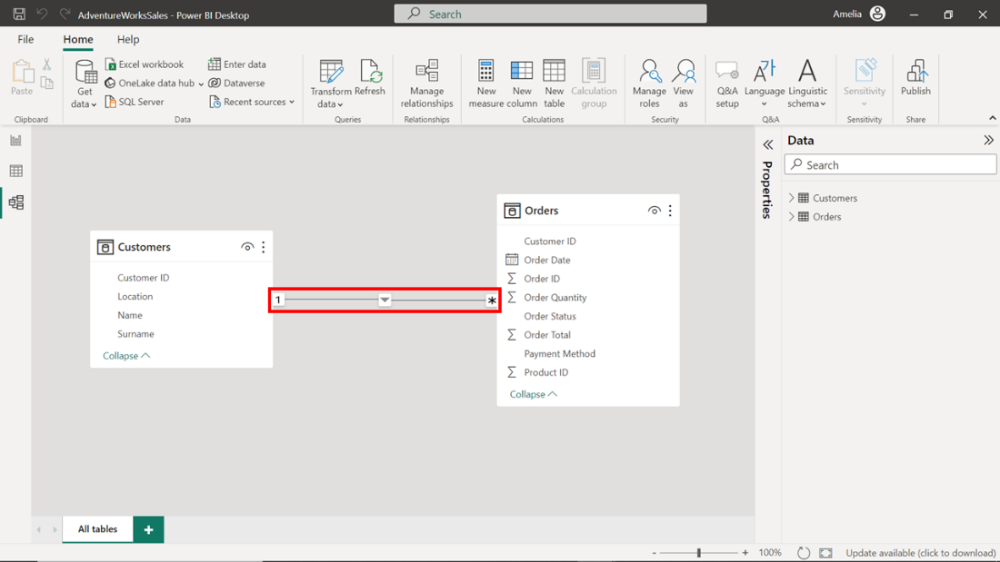 AdventureWorksSales - Power BI Desktop
Search
Amelia
File Home Help
Paste
Clipboard
Get data
Excel workbook
OneLake data hub
SQL Server
Enter data
Dataverse
Recent sources
Data
Transform data
Refresh
Queries
Manage relationships
Relationships
New measure
New column
New table
Calculation group
Calculations
Manage roles
View as
Security
Q&A setup
Language
Linguistic schema
Q&A
Sensitivity
Sensitivity
Publish
Share
Customers
Customer ID
Location
Name
Surname
Collapse
1
*
Orders
Customer ID
Order Date
Order ID
Order Quantity
Order Status
Order Total
Payment Method
Product ID
Collapse
Properties
Data
Search
Customers
Orders
All tables
+
- + 100%
Update available (click to download)